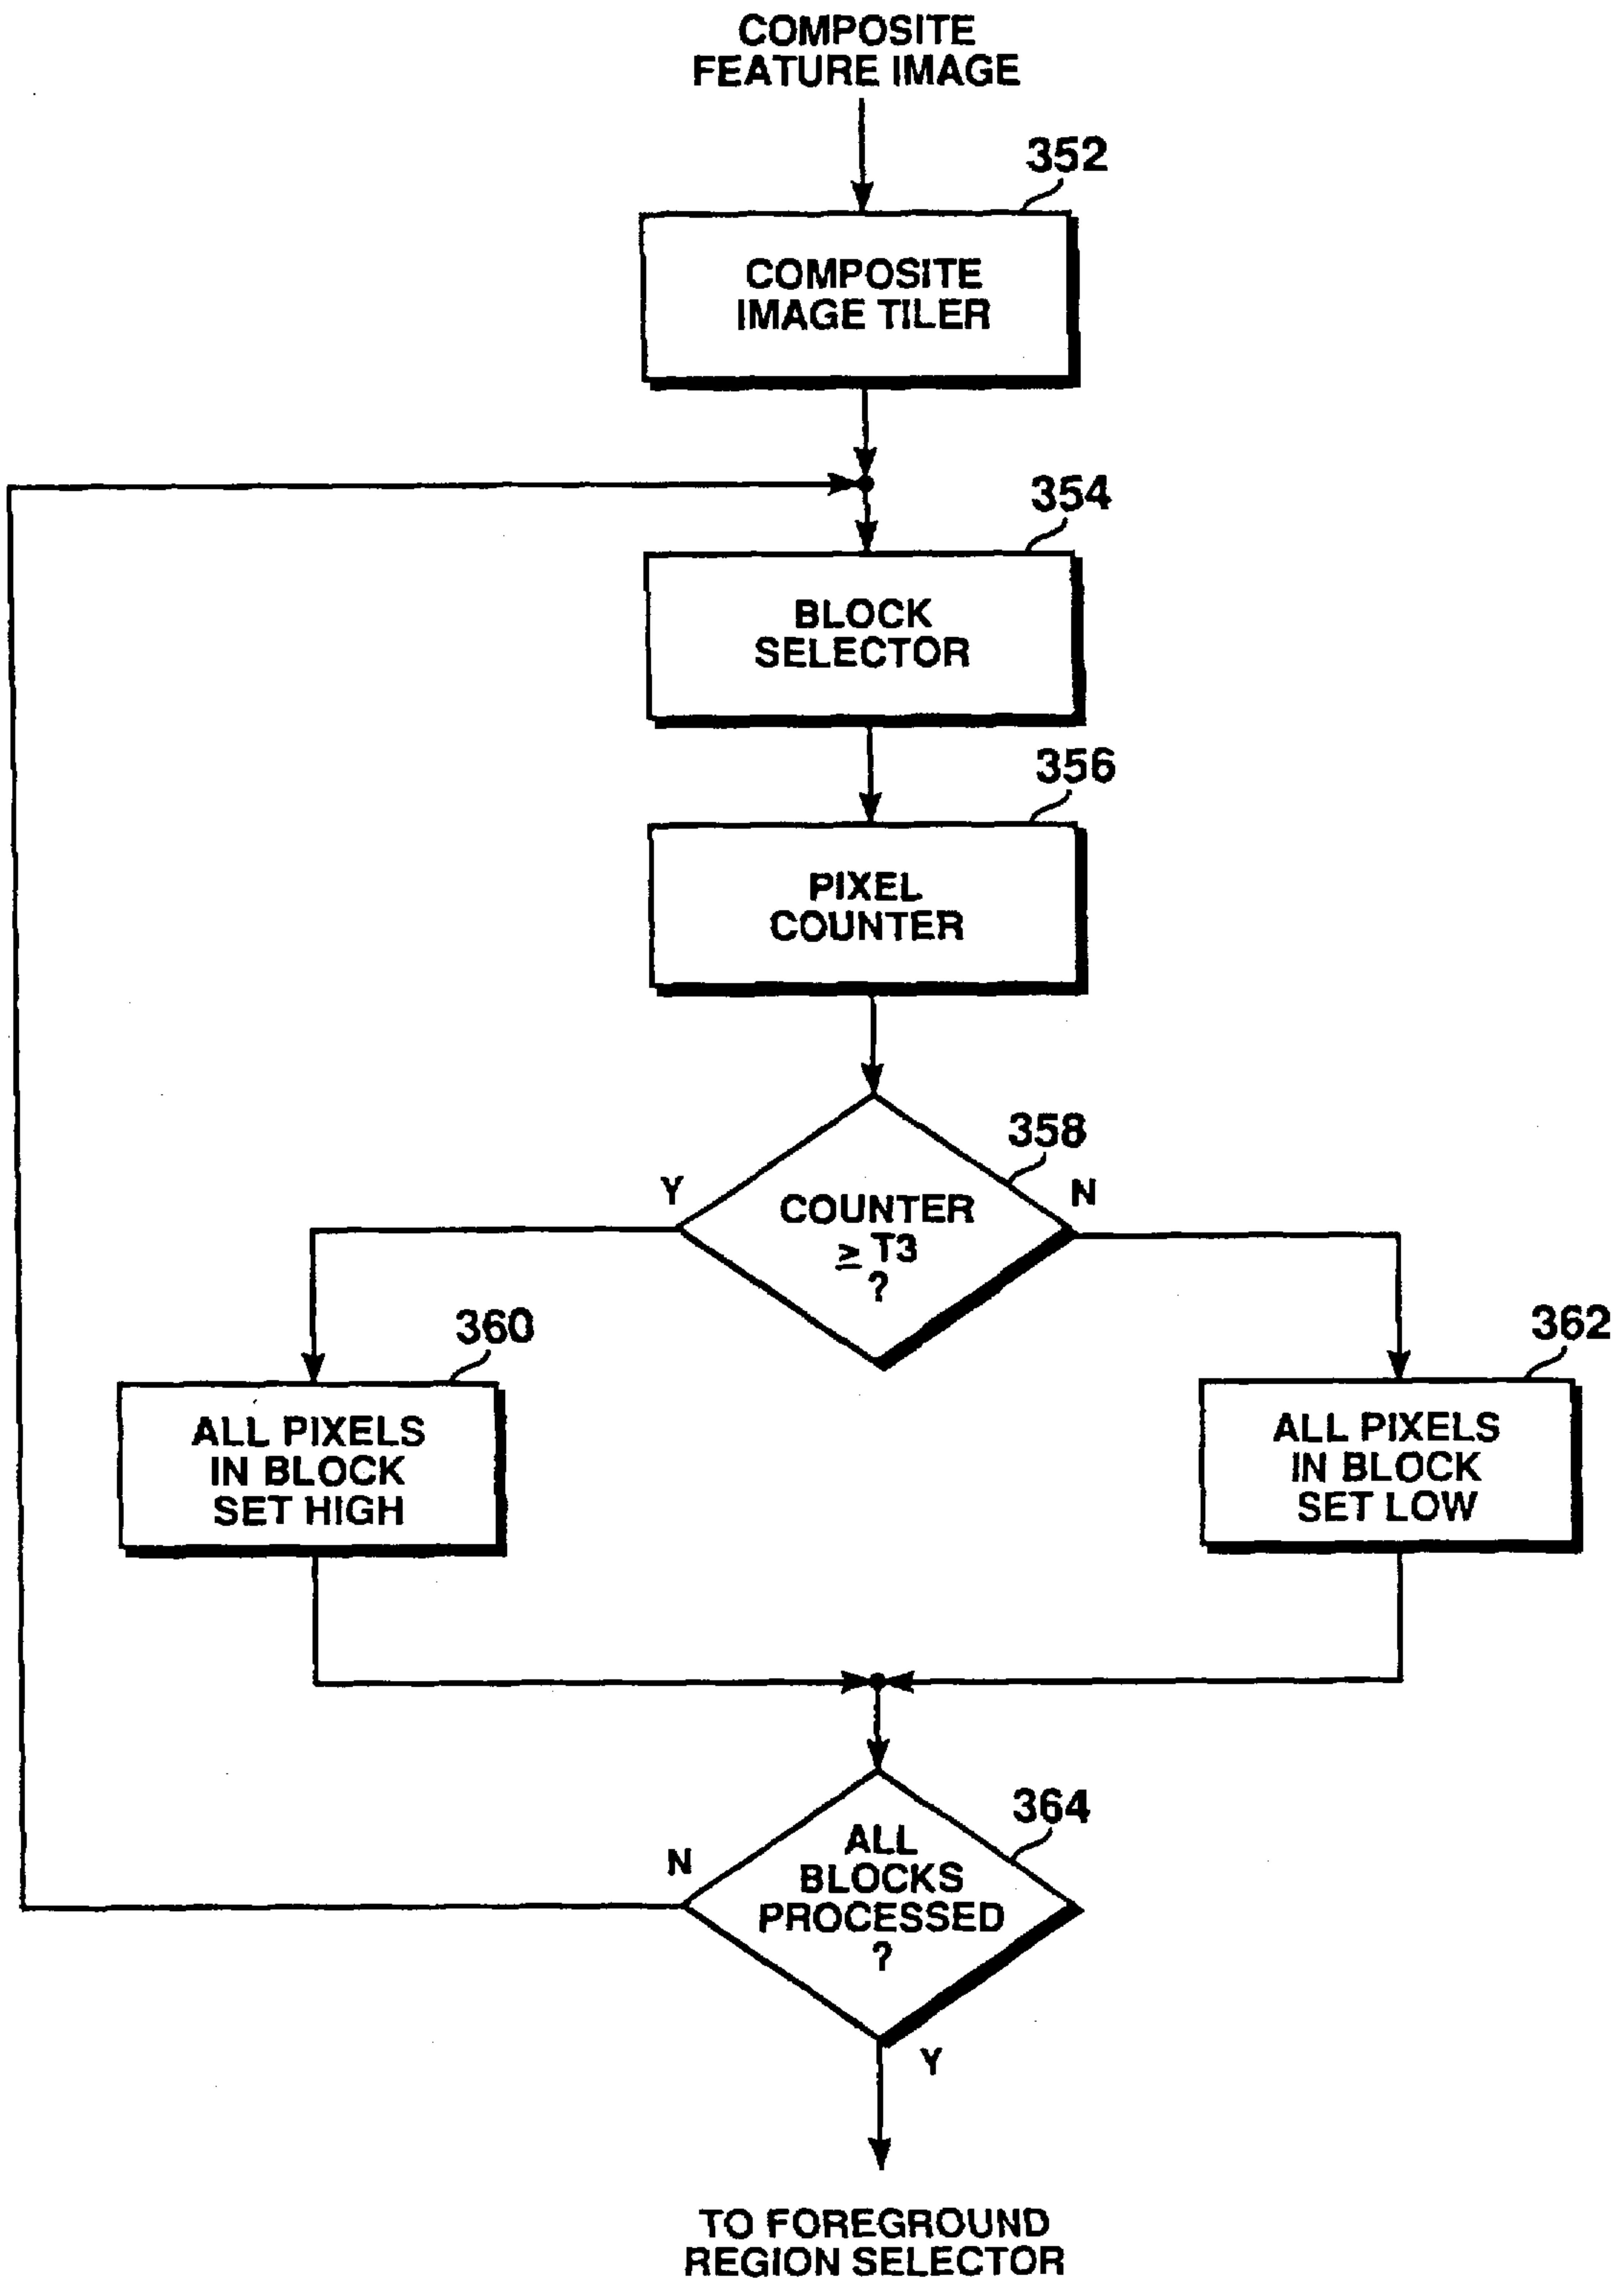 COMPOSITE
FEATURE IMAGE
352
COMPOSITE
IMAGE TILER
354
BLOCK
SELECTOR
356
PIXEL
COUNTER
358
Y
N
COUNTER
≥ T3
?
360
362
ALL PIXELS
IN BLOCK
SET HIGH
ALL PIXELS
IN BLOCK
SET LOW
364
N
ALL
BLOCKS
PROCESSED
?
Y
TO FOREGROUND
REGION SELECTOR